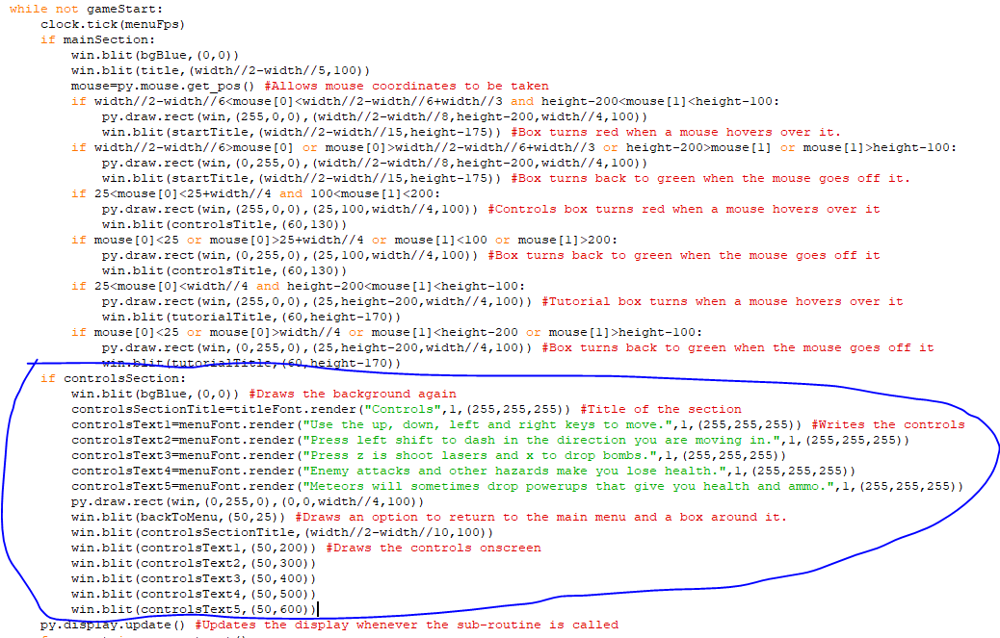 while not gameStart:
    clock.tick(menuFps)
    if mainSection:
        win.blit(bgBlue,(0,0))
        win.blit(title,(width//2-width//5,100))
        mouse=py.mouse.get_pos() #Allows mouse coordinates to be taken
        if width//2-width//6<mouse[0]<width//2-width//6+width//3 and height-200<mouse[1]<height-100:
            py.draw.rect(win,(255,0,0),(width//2-width//8,height-200,width//4,100))
            win.blit(startTitle,(width//2-width//15,height-175)) #Box turns red when a mouse hovers over it.
        if width//2-width//6>mouse[0] or mouse[0]>width//2-width//6+width//3 or height-200>mouse[1] or mouse[1]>height-100:
            py.draw.rect(win,(0,255,0),(width//2-width//8,height-200,width//4,100))
            win.blit(startTitle,(width//2-width//15,height-175)) #Box turns back to green when the mouse goes off it.
        if 25<mouse[0]<25+width//4 and 100<mouse[1]<200:
            py.draw.rect(win,(255,0,0),(25,100,width//4,100)) #Controls box turns red when a mouse hovers over it
            win.blit(controlsTitle,(60,130))
        if mouse[0]<25 or mouse[0]>25+width//4 or mouse[1]<100 or mouse[1]>200:
            py.draw.rect(win,(0,255,0),(25,100,width//4,100)) #Box turns back to green when the mouse goes off it
            win.blit(controlsTitle,(60,130))
        if 25<mouse[0]<width//4 and height-200<mouse[1]<height-100:
            py.draw.rect(win,(255,0,0),(25,height-200,width//4,100)) #Tutorial box turns when a mouse hovers over it
            win.blit(tutorialTitle,(60,height-170))
        if mouse[0]<25 or mouse[0]>width//4 or mouse[1]<height-200 or mouse[1]>height-100:
            py.draw.rect(win,(0,255,0),(25,height-200,width//4,100)) #Box turns back to green when the mouse goes off it
            win.blit(tutorialTitle,(60,height-170))
    if controlsSection:
        win.blit(bgBlue,(0,0)) #Draws the background again
        controlsSectionTitle=titleFont.render("Controls",1,(255,255,255)) #Title of the section
        controlsText1=menuFont.render("Use the up, down, left and right keys to move.",1,(255,255,255)) #Writes the controls
        controlsText2=menuFont.render("Press left shift to dash in the direction you are moving in.",1,(255,255,255))
        controlsText3=menuFont.render("Press z is shoot lasers and x to drop bombs.",1,(255,255,255))
        controlsText4=menuFont.render("Enemy attacks and other hazards make you lose health.",1,(255,255,255))
        controlsText5=menuFont.render("Meteors will sometimes drop powerups that give you health and ammo.",1,(255,255,255))
        py.draw.rect(win,(0,255,0),(0,0,width//4,100))
        win.blit(backToMenu,(50,25)) #Draws an option to return to the main menu and a box around it.
        win.blit(controlsSectionTitle,(width//2-width//10,100))
        win.blit(controlsText1,(50,200)) #Draws the controls onscreen
        win.blit(controlsText2,(50,300))
        win.blit(controlsText3,(50,400))
        win.blit(controlsText4,(50,500))
        win.blit(controlsText5,(50,600))
    py.display.update() #Updates the display whenever the sub-routine is called